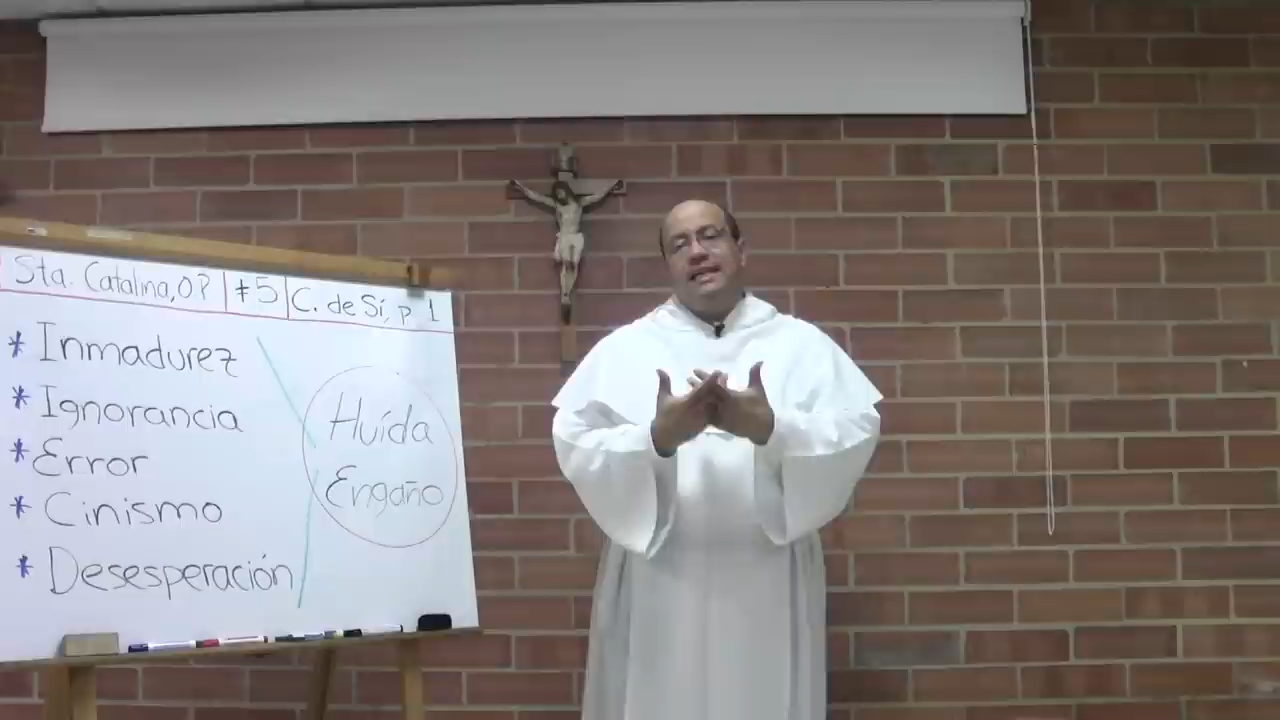 Sta. Catalina, O.P. | #5 | C. de Sí, p 1
* Inmadurez
* Ignorancia
* Error
* Cinismo
* Desesperación
Huída
Engaño